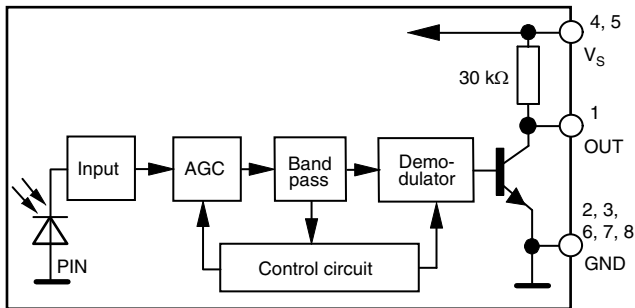 4, 5
V_S
30 kΩ
1
OUT
Input
AGC
Band
pass
Demo-
dulator
2, 3,
6, 7, 8
GND
Control circuit
PIN